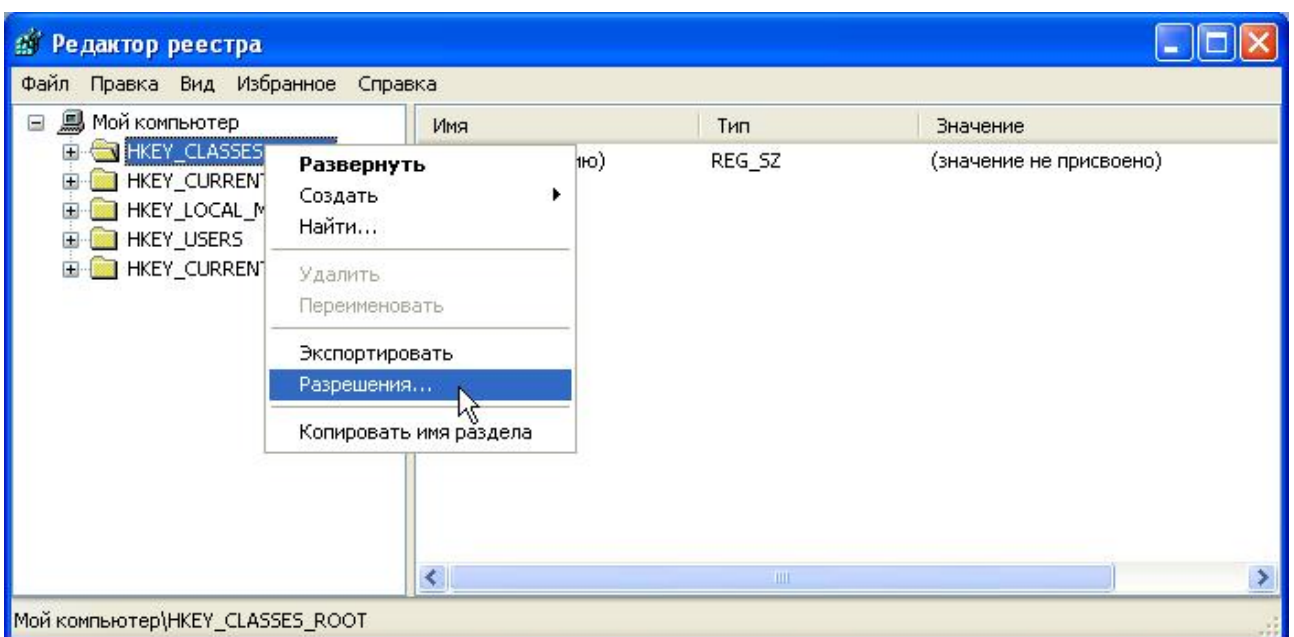 Редактор реестра
Файл Правка Вид Избранное Справка
Мой компьютер
HKEY_CLASSES
HKEY_CURRENT
HKEY_LOCAL_M
HKEY_USERS
HKEY_CURRENT
Имя Тип Значение
ию) REG_SZ (значение не присвоено)
Развернуть
Создать
Найти...
Удалить
Переименовать
Экспортировать
Разрешения...
Копировать имя раздела
Мой компьютер\HKEY_CLASSES_ROOT